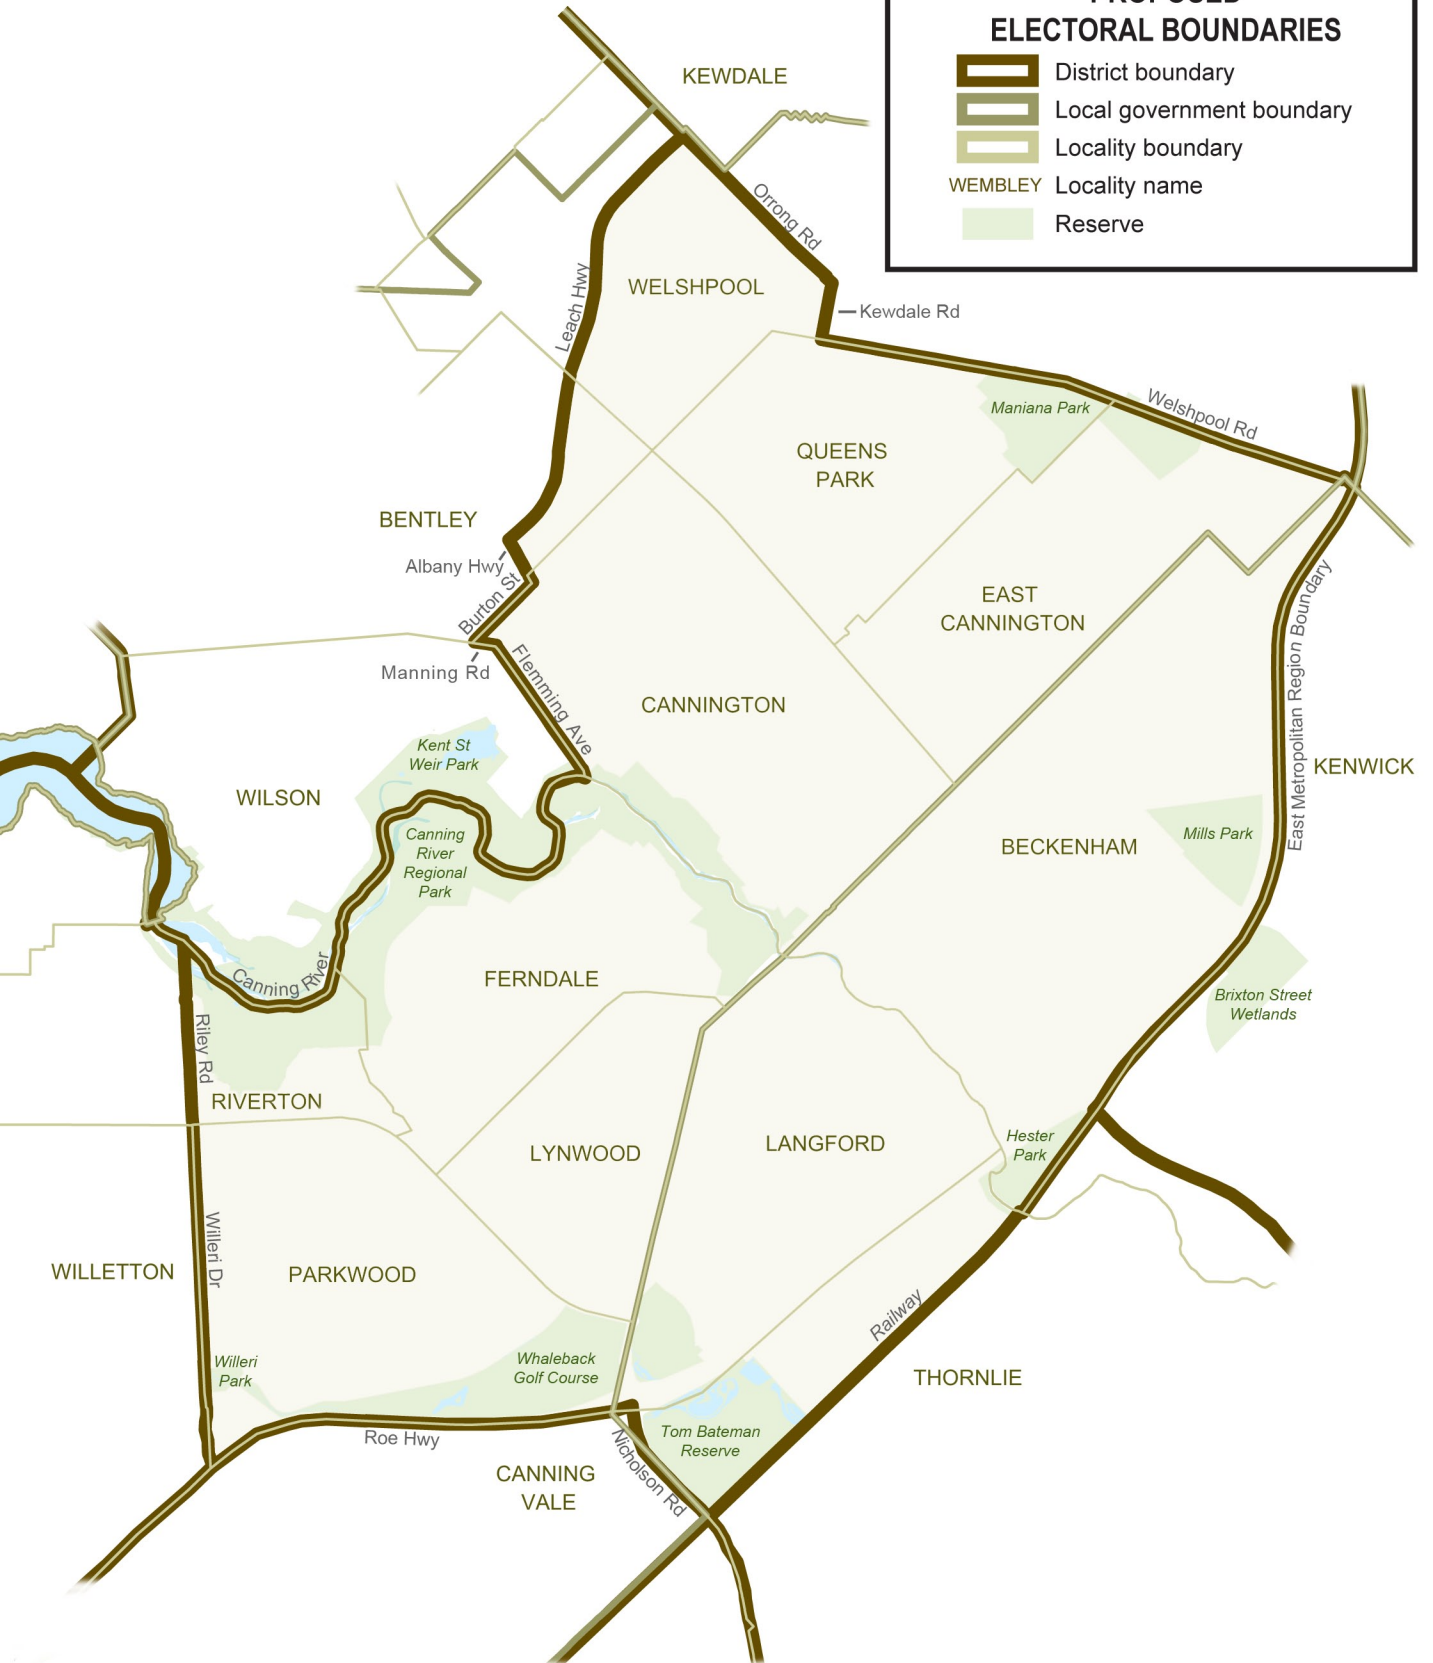 PROPOSED
ELECTORAL BOUNDARIES
District boundary
Local government boundary
Locality boundary
WEMBLEY Locality name
Reserve
KEWDALE
Orrong Rd
WELSHPOOL
Leach Hwy
Kewdale Rd
Maniana Park
Welshpool Rd
QUEENS
PARK
BENTLEY
Albany Hwy
Burton St
EAST
CANNINGTON
East Metropolitan Region Boundary
Manning Rd
Flemming Ave
CANNINGTON
Kent St
Weir Park
KENWICK
WILSON
Canning
River
Regional
Park
Mills Park
BECKENHAM
Canning River
FERNDALE
Brixton Street
Wetlands
Riley Rd
RIVERTON
LYNWOOD
LANGFORD
Hester
Park
Willeri Dr
WILLETTON
PARKWOOD
Railway
Willeri
Park
Whaleback
Golf Course
THORNLIE
Roe Hwy
Tom Bateman
Reserve
Nicholson Rd
CANNING
VALE